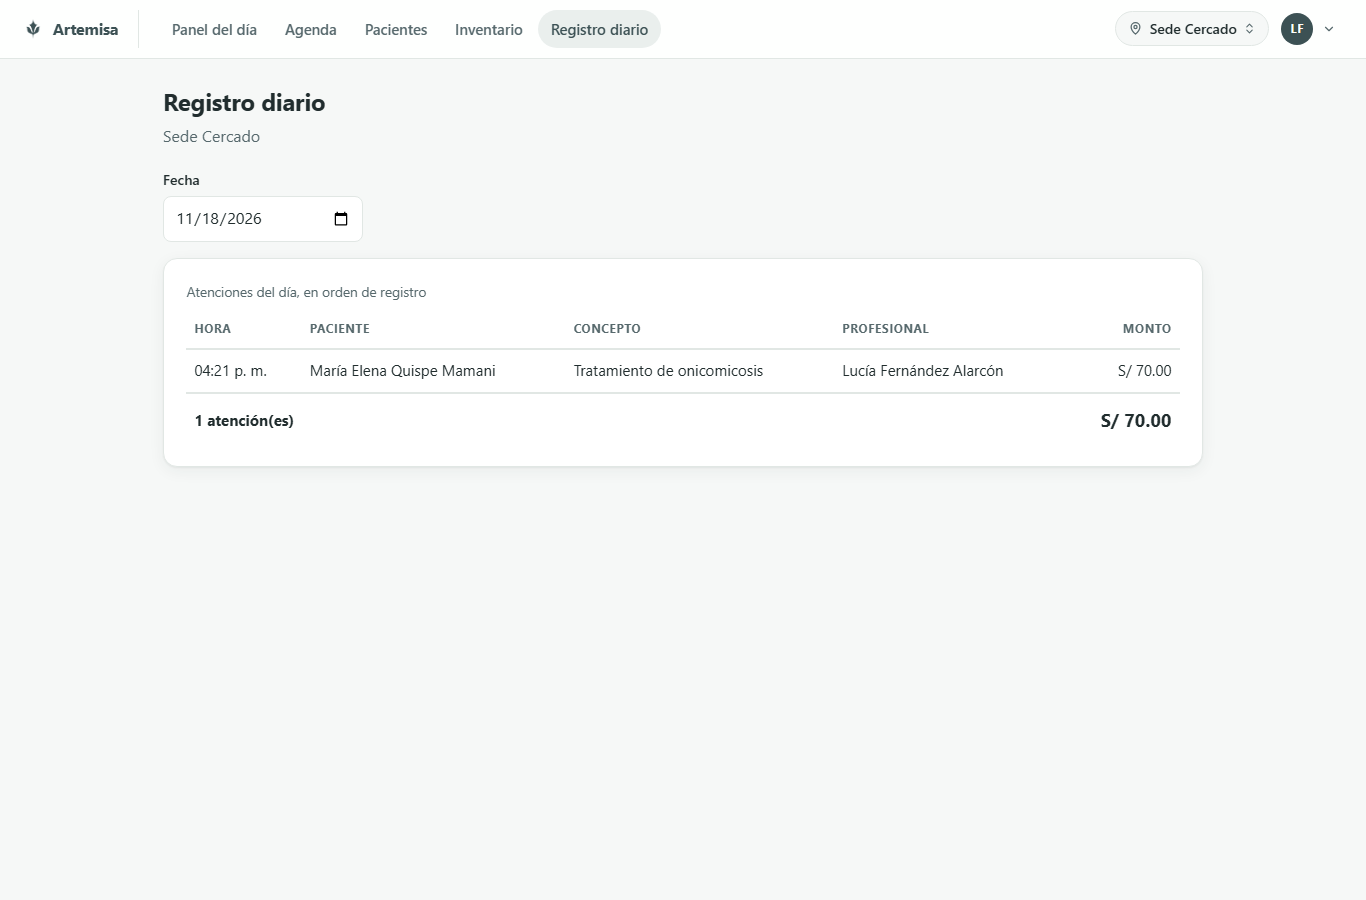 Artemisa
Panel del día
Agenda
Pacientes
Inventario
Registro diario
Sede Cercado
LF
Registro diario
Sede Cercado
Fecha
11/18/2026
Atenciones del día, en orden de registro
HORA PACIENTE CONCEPTO PROFESIONAL MONTO
04:21 p. m. María Elena Quispe Mamani Tratamiento de onicomicosis Lucía Fernández Alarcón S/ 70.00
1 atención(es) S/ 70.00